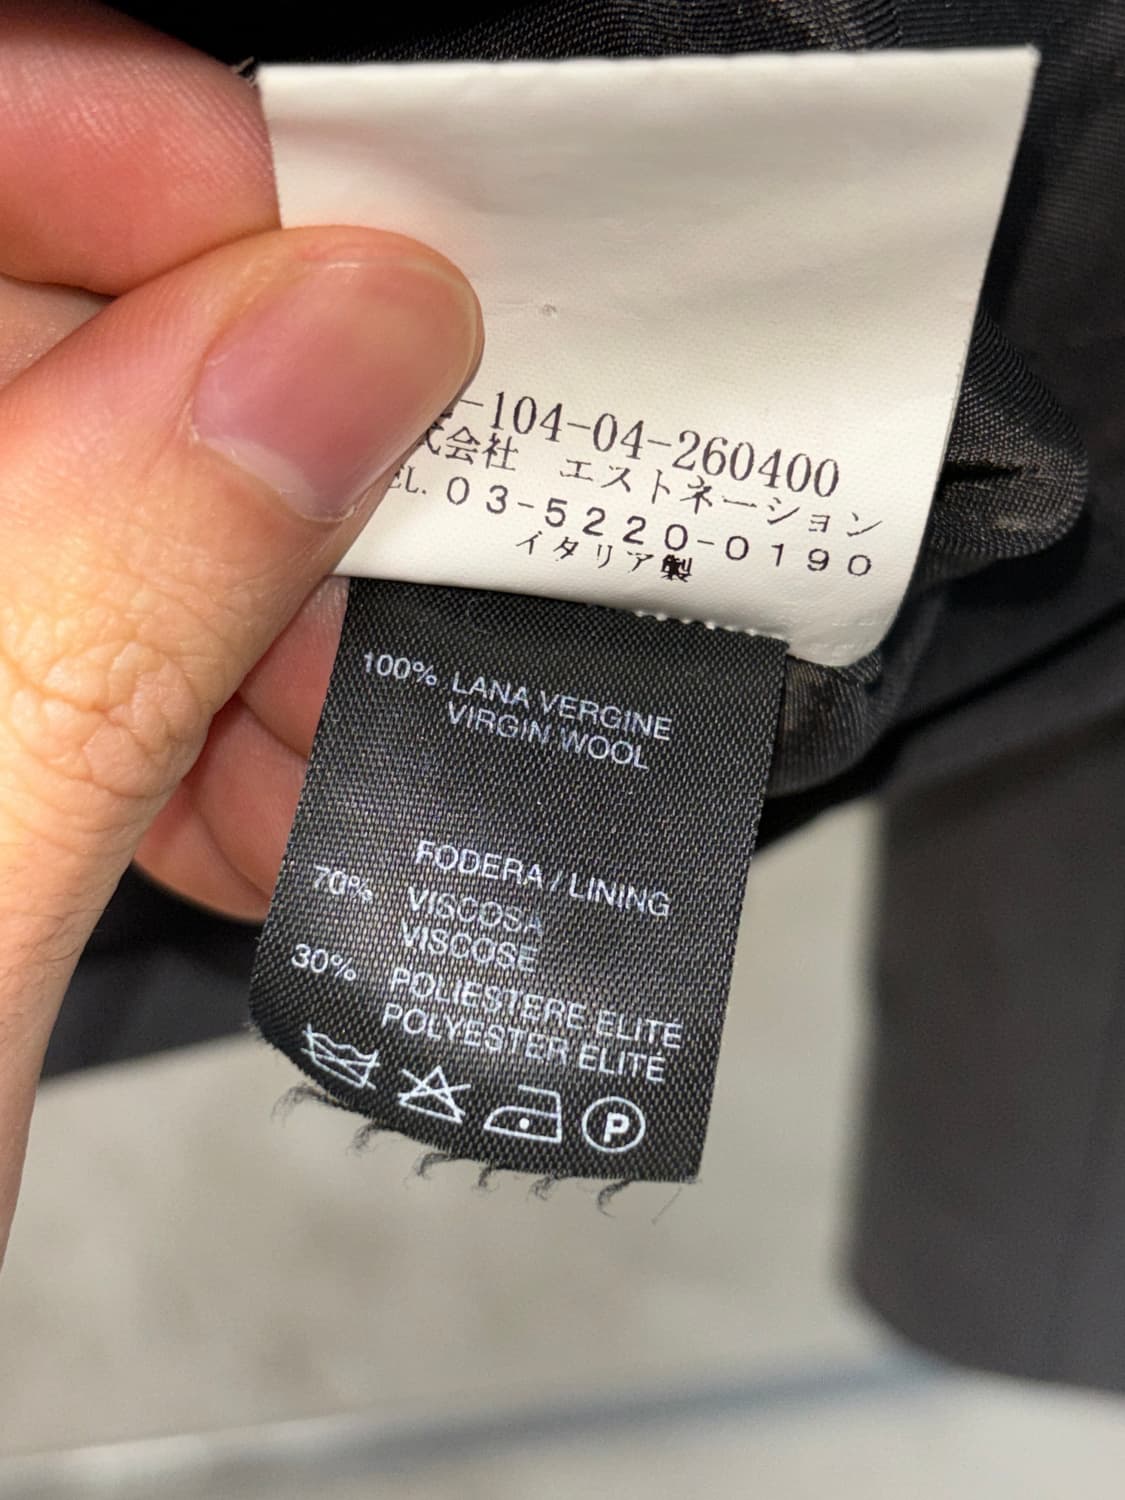 -104-04-260400
式会社 エストネーション
EL. 03-5220-0190
イタリア製
100% LANA VERGINE
VIRGIN WOOL
FODERA / LINING
70% VISCOSA
VISCOSE
30% POLIESTERE ELITE
POLYESTER ELITE
P